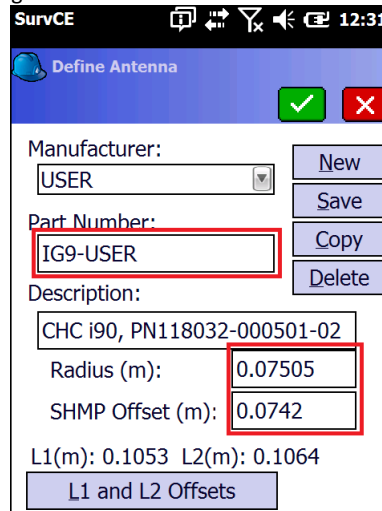 SurvCE 12:31
Define Antenna
Manufacturer:
USER
New
Save
Part Number:
IG9-USER
Copy
Delete
Description:
CHC i90, PN118032-000501-02
Radius (m): 0.07505
SHMP Offset (m): 0.0742
L1(m): 0.1053 L2(m): 0.1064
L1 and L2 Offsets